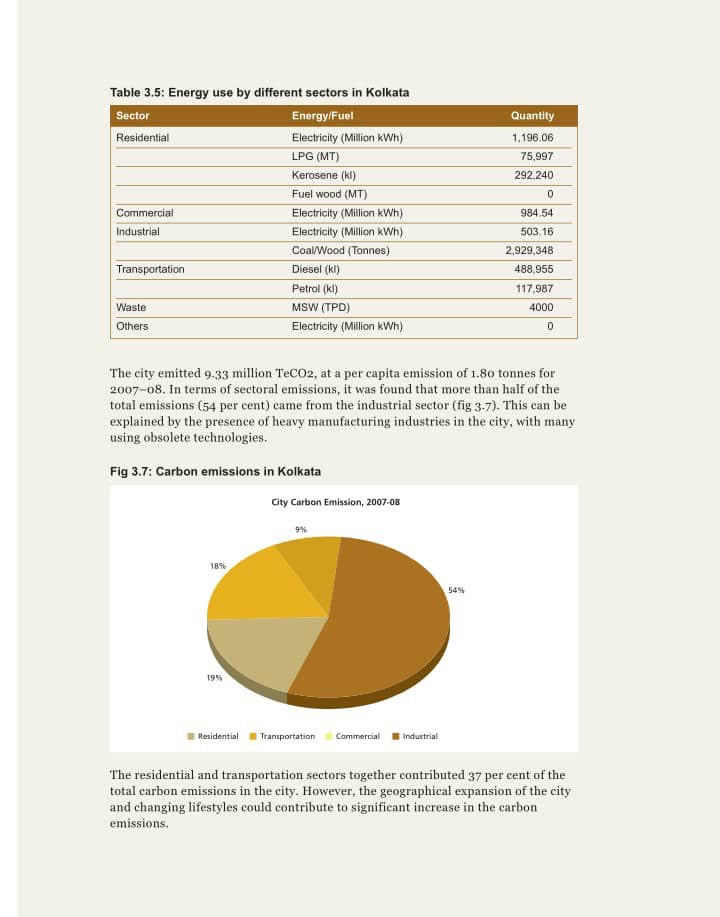 Table 3.5: Energy use by different sectors in Kolkata
Sector Energy/Fuel Quantity
Residential Electricity (Million kWh) 1,196.06
LPG (MT) 75,997
Kerosene (kl) 292,240
Fuel wood (MT) 0
Commercial Electricity (Million kWh) 984.54
Industrial Electricity (Million kWh) 503.16
Coal/Wood (Tonnes) 2,929,348
Transportation Diesel (kl) 488,955
Petrol (kl) 117,987
Waste MSW (TPD) 4000
Others Electricity (Million kWh) 0
The city emitted 9.33 million TeCO2, at a per capita emission of 1.80 tonnes for
2007–08. In terms of sectoral emissions, it was found that more than half of the
total emissions (54 per cent) came from the industrial sector (fig 3.7). This can be
explained by the presence of heavy manufacturing industries in the city, with many
using obsolete technologies.
Fig 3.7: Carbon emissions in Kolkata
City Carbon Emission, 2007-08
9%
18%
54%
19%
Residential Transportation Commercial Industrial
The residential and transportation sectors together contributed 37 per cent of the
total carbon emissions in the city. However, the geographical expansion of the city
and changing lifestyles could contribute to significant increase in the carbon
emissions.